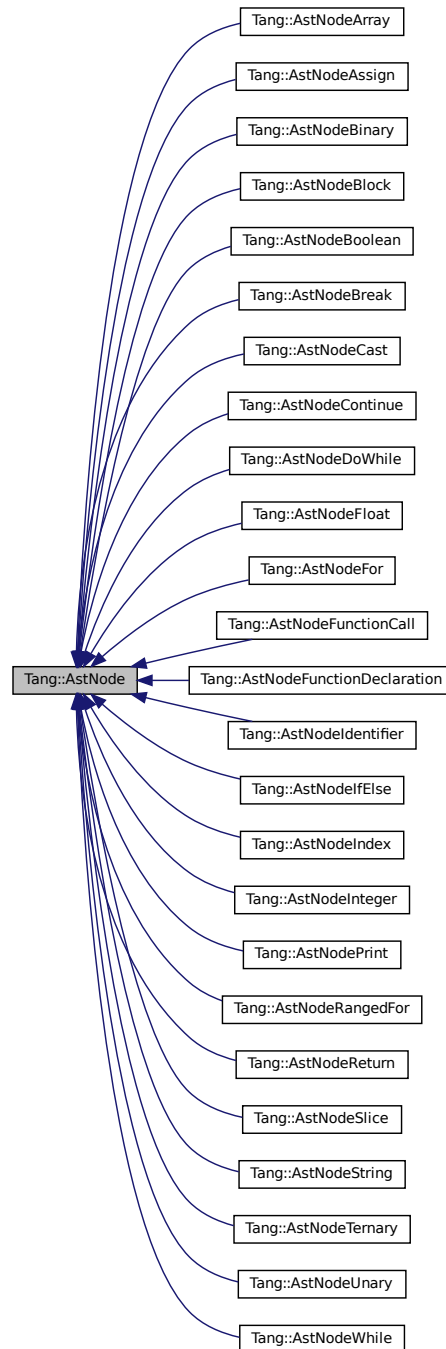 Tang::AstNodeArray
Tang::AstNodeAssign
Tang::AstNodeBinary
Tang::AstNodeBlock
Tang::AstNodeBoolean
Tang::AstNodeBreak
Tang::AstNodeCast
Tang::AstNodeContinue
Tang::AstNodeDoWhile
Tang::AstNodeFloat
Tang::AstNodeFor
Tang::AstNodeFunctionCall
Tang::AstNode
Tang::AstNodeFunctionDeclaration
Tang::AstNodeIdentifier
Tang::AstNodeIfElse
Tang::AstNodeIndex
Tang::AstNodeInteger
Tang::AstNodePrint
Tang::AstNodeRangedFor
Tang::AstNodeReturn
Tang::AstNodeSlice
Tang::AstNodeString
Tang::AstNodeTernary
Tang::AstNodeUnary
Tang::AstNodeWhile